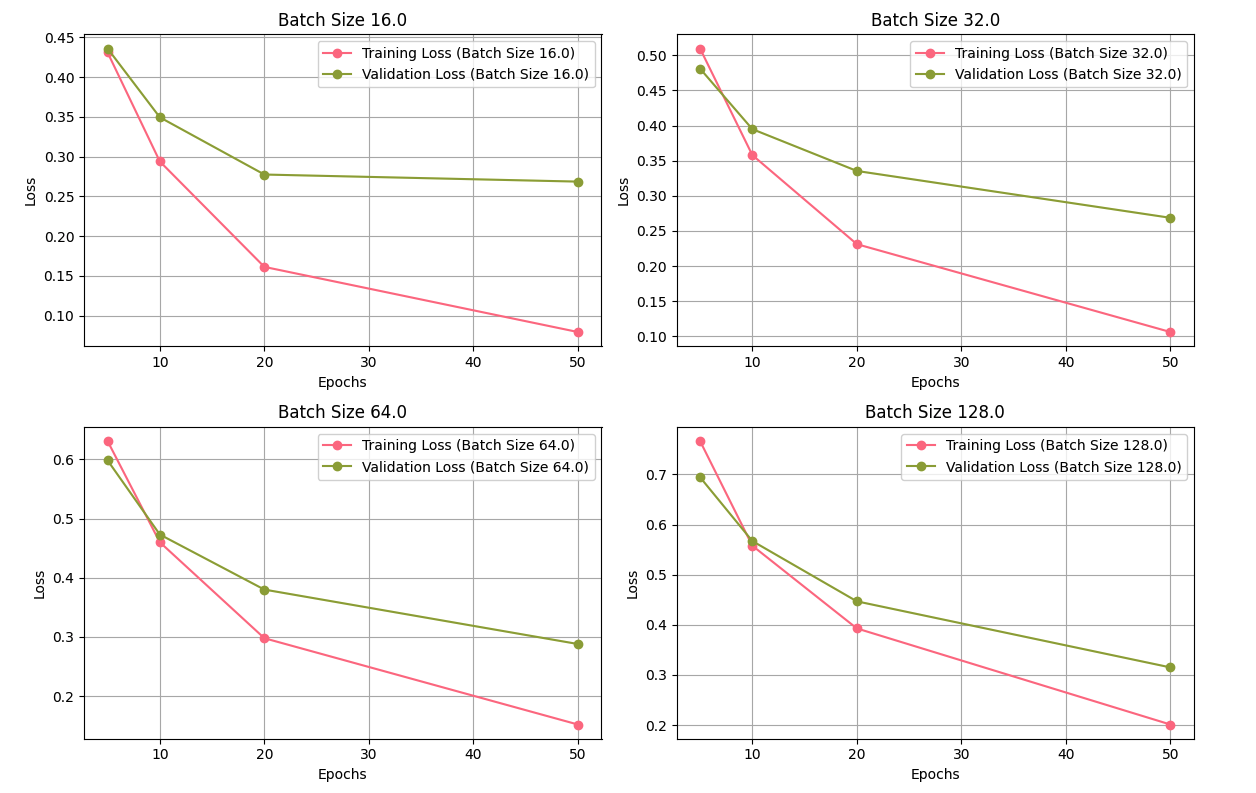 Batch Size 16.0
Training Loss (Batch Size 16.0)
Validation Loss (Batch Size 16.0)
Loss
0.45
0.40
0.35
0.30
0.25
0.20
0.15
0.10
10 20 30 40 50
Epochs
Batch Size 32.0
Training Loss (Batch Size 32.0)
Validation Loss (Batch Size 32.0)
Loss
0.50
0.45
0.40
0.35
0.30
0.25
0.20
0.15
0.10
10 20 30 40 50
Epochs
Batch Size 64.0
Training Loss (Batch Size 64.0)
Validation Loss (Batch Size 64.0)
Loss
0.6
0.5
0.4
0.3
0.2
10 20 30 40 50
Epochs
Batch Size 128.0
Training Loss (Batch Size 128.0)
Validation Loss (Batch Size 128.0)
Loss
0.7
0.6
0.5
0.4
0.3
0.2
10 20 30 40 50
Epochs